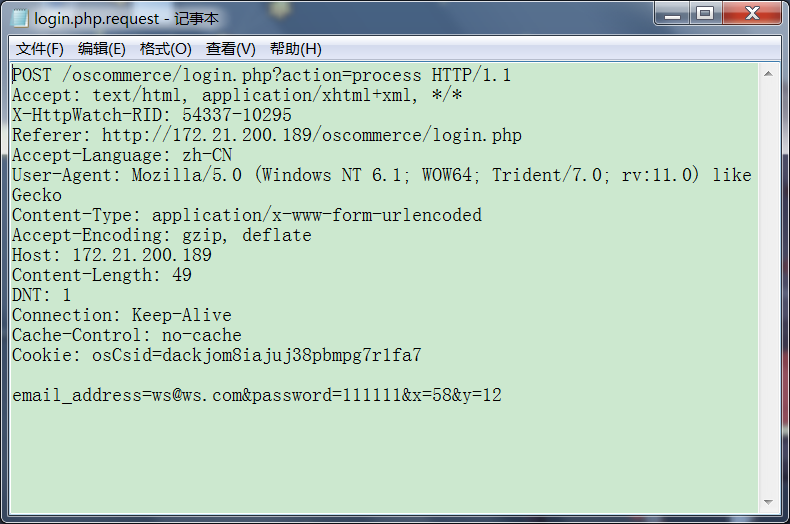 login.php.request - 记事本
文件(F) 编辑(E) 格式(O) 查看(V) 帮助(H)
POST /oscommerce/login.php?action=process HTTP/1.1
Accept: text/html, application/xhtml+xml, */*
X-HttpWatch-RID: 54337-10295
Referer: http://172.21.200.189/oscommerce/login.php
Accept-Language: zh-CN
User-Agent: Mozilla/5.0 (Windows NT 6.1; WOW64; Trident/7.0; rv:11.0) like
Gecko
Content-Type: application/x-www-form-urlencoded
Accept-Encoding: gzip, deflate
Host: 172.21.200.189
Content-Length: 49
DNT: 1
Connection: Keep-Alive
Cache-Control: no-cache
Cookie: osCsid=dackjom8iajuj38pbmpg7r1fa7
email_address=ws@ws.com&password=111111&x=58&y=12